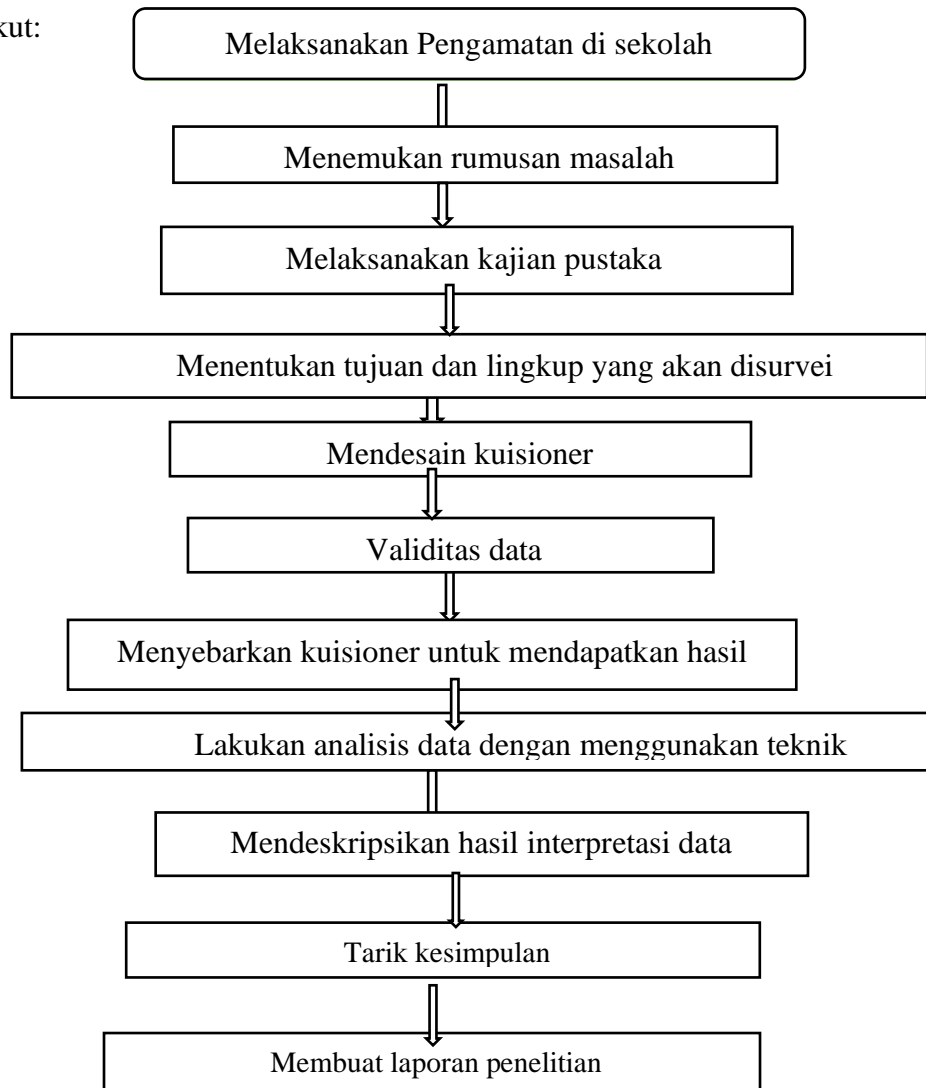 kut:
Melaksanakan Pengamatan di sekolah
Menemukan rumusan masalah
Melaksanakan kajian pustaka
Menentukan tujuan dan lingkup yang akan disurvei
Mendesain kuisioner
Validitas data
Menyebarkan kuisioner untuk mendapatkan hasil
Lakukan analisis data dengan menggunakan teknik
Mendeskripsikan hasil interpretasi data
Tarik kesimpulan
Membuat laporan penelitian